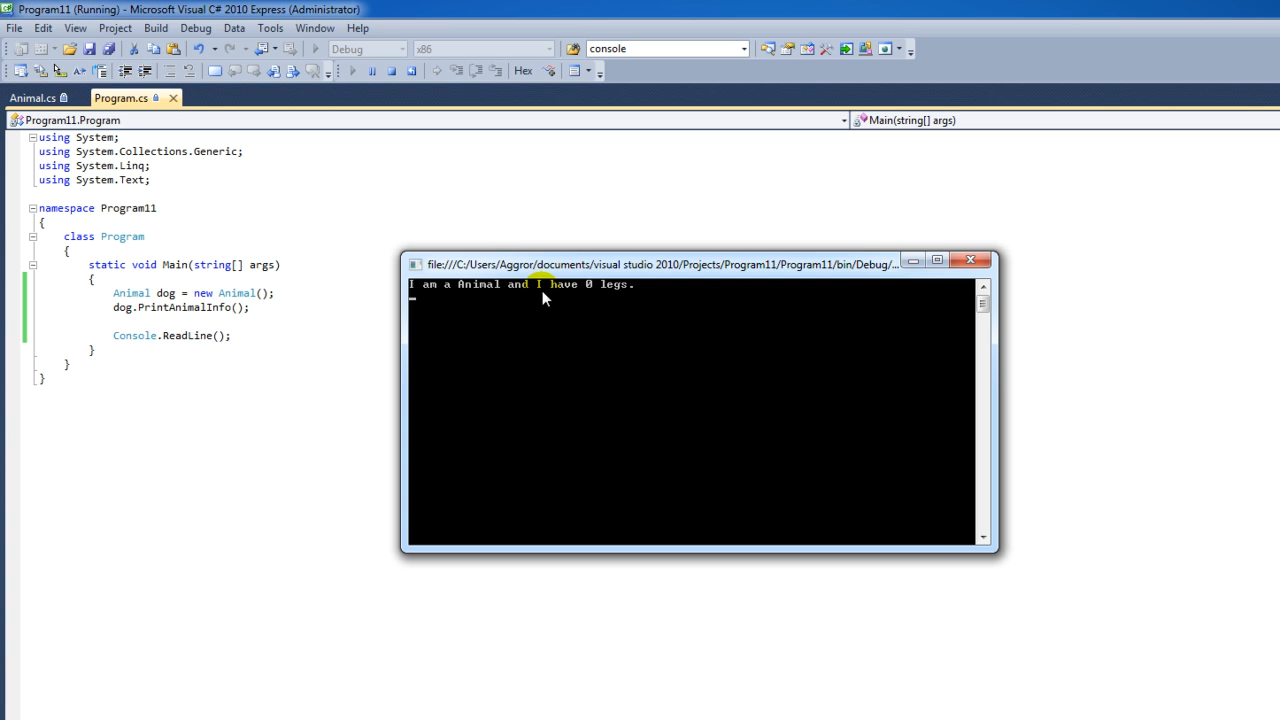 Program11 (Running) - Microsoft Visual C# 2010 Express (Administrator)
File Edit View Project Build Debug Data Tools Window Help
Debug x86 console
Hex
Animal.cs Program.cs
Program11.Program Main(string[] args)
using System;
using System.Collections.Generic;
using System.Linq;
using System.Text;
namespace Program11
{
class Program
{
static void Main(string[] args)
{
Animal dog = new Animal();
dog.PrintAnimalInfo();
Console.ReadLine();
}
}
}
file:///C:/Users/Aggror/documents/visual studio 2010/Projects/Program11/Program11/bin/Debug/...
I am a Animal and I have 0 legs.